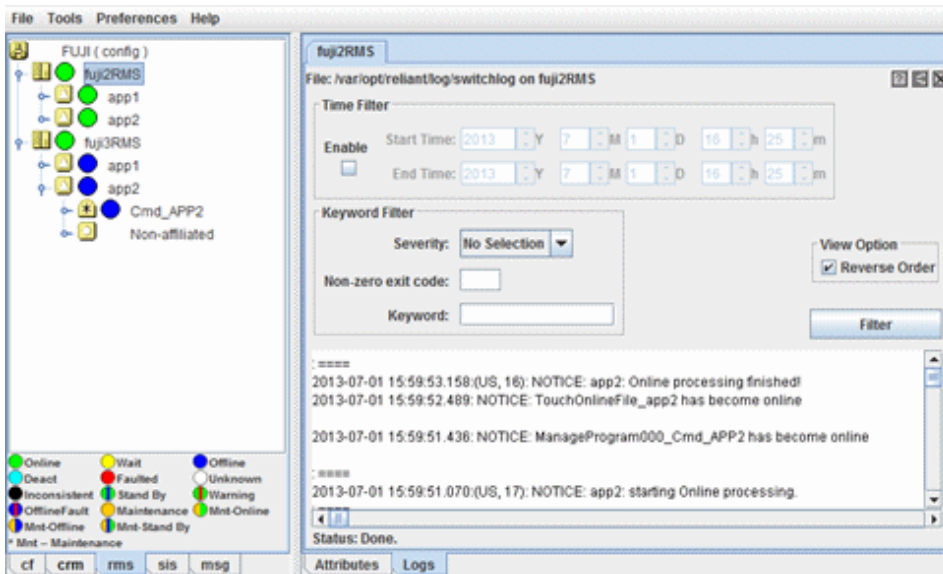 File Tools Preferences Help
FUJI ( config )
fuji2RMS
app1
app2
fuji3RMS
app1
app2
Cmd_APP2
Non-affiliated
Online Wait Offline
Deact Faulted Unknown
Inconsistent Stand By Warning
OfflineFault Maintenance Mnt-Online
Mnt-Offline Mnt-Stand By
* Mnt – Maintenance
cf crm rms sis msg
fuji2RMS
File: /var/opt/reliant/log/switchlog on fuji2RMS
Time Filter
Enable
Start Time: 2013 Y 7 M 1 D 16 h 25 m
End Time: 2013 Y 7 M 1 D 16 h 25 m
Keyword Filter
Severity: No Selection
Non-zero exit code:
Keyword:
View Option
Reverse Order
Filter
: ====
2013-07-01 15:59:53.158:(US, 16): NOTICE: app2: Online processing finished!
2013-07-01 15:59:52.489: NOTICE: TouchOnlineFile_app2 has become online
2013-07-01 15:59:51.436: NOTICE: ManageProgram000_Cmd_APP2 has become online
: ====
2013-07-01 15:59:51.070:(US, 17): NOTICE: app2: starting Online processing.
====
Status: Done.
Attributes Logs